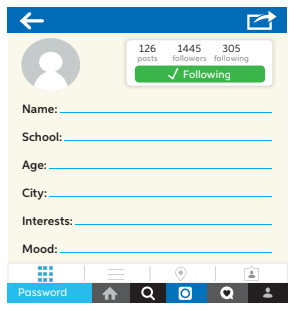 126 1445 305
posts followers following
Following
Name:
School:
Age:
City:
Interests:
Mood:
Password